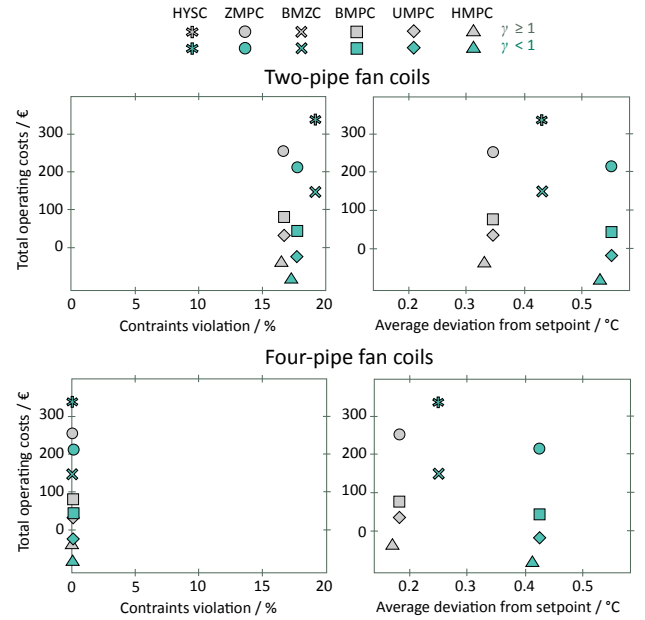 HYSC ZMPC BMZC BMPC UMPC HMPC
γ ≥ 1
γ < 1
Two-pipe fan coils
Total operating costs / €
300
200
100
0
0 5 10 15 20
Contraints violation / %
300
200
100
0
0.2 0.3 0.4 0.5
Average deviation from setpoint / °C
Four-pipe fan coils
Total operating costs / €
300
200
100
0
0 5 10 15 20
Contraints violation / %
300
200
100
0
0.2 0.3 0.4 0.5
Average deviation from setpoint / °C